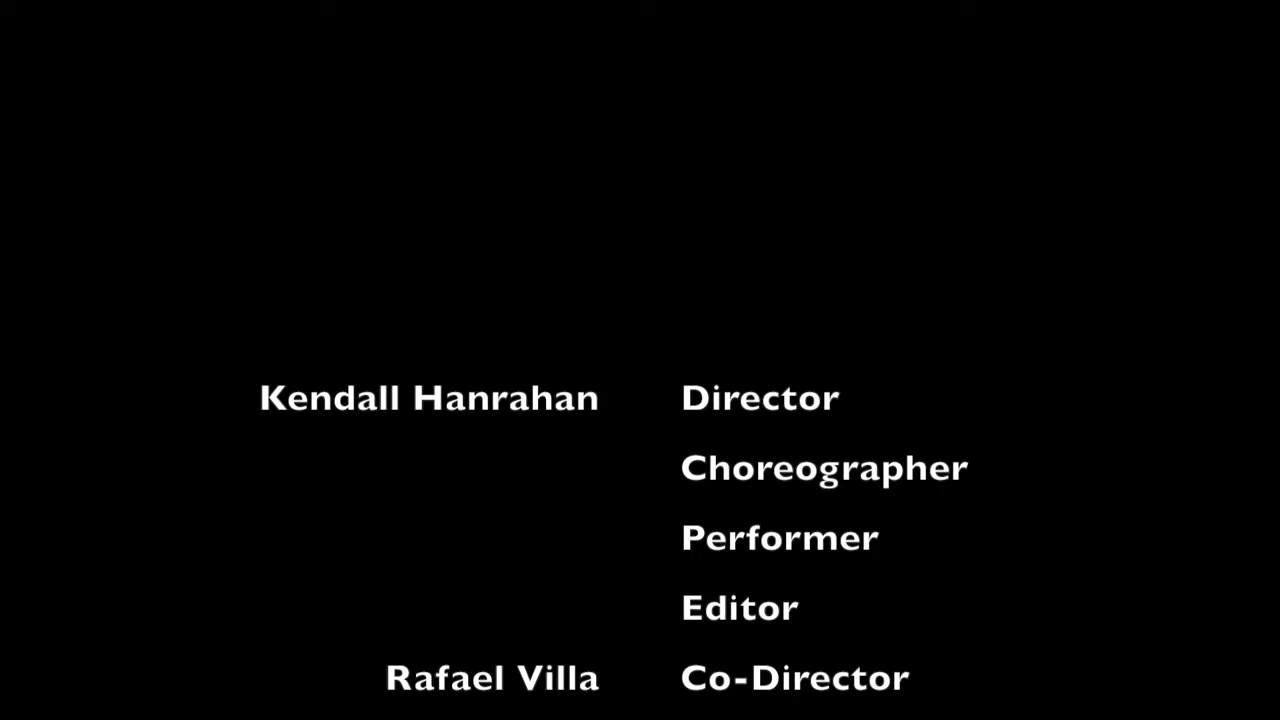 Kendall Hanrahan Director
Choreographer
Performer
Editor
Rafael Villa Co-Director